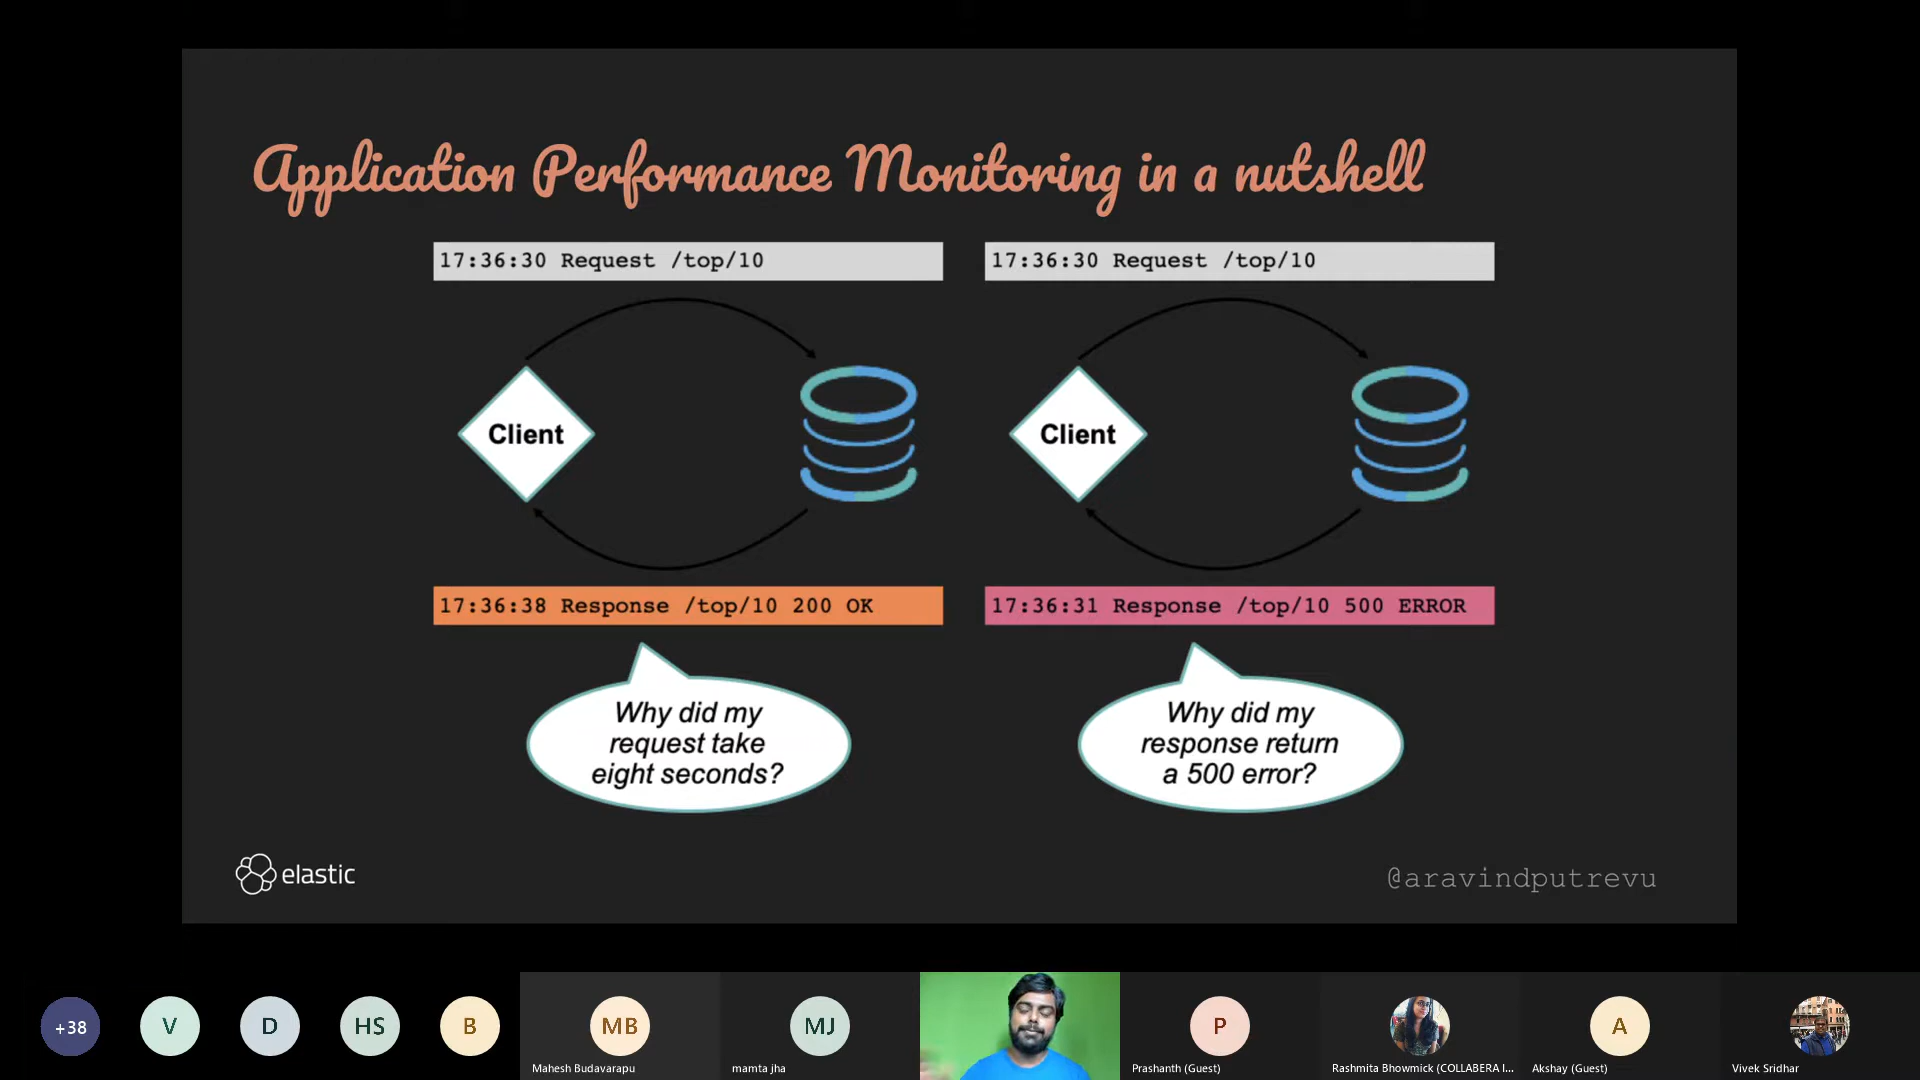 Application Performance Monitoring in a nutshell
17:36:30 Request /top/10
17:36:30 Request /top/10
Client
Client
17:36:38 Response /top/10 200 OK
17:36:31 Response /top/10 500 ERROR
Why did my
request take
eight seconds?
Why did my
response return
a 500 error?
elastic
@aravindputrevu
+38
V
D
HS
B
MB
MJ
P
A
Mahesh Budavarapu
mamta jha
Prashanth (Guest)
Rashmita Bhowmick (COLLABERA I...
Akshay (Guest)
Vivek Sridhar